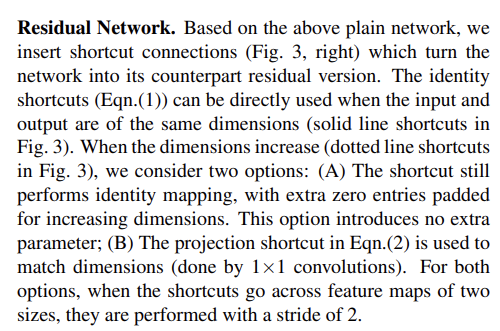 Residual Network. Based on the above plain network, we
insert shortcut connections (Fig. 3, right) which turn the
network into its counterpart residual version. The identity
shortcuts (Eqn.(1)) can be directly used when the input and
output are of the same dimensions (solid line shortcuts in
Fig. 3). When the dimensions increase (dotted line shortcuts
in Fig. 3), we consider two options: (A) The shortcut still
performs identity mapping, with extra zero entries padded
for increasing dimensions. This option introduces no extra
parameter; (B) The projection shortcut in Eqn.(2) is used to
match dimensions (done by 1×1 convolutions). For both
options, when the shortcuts go across feature maps of two
sizes, they are performed with a stride of 2.